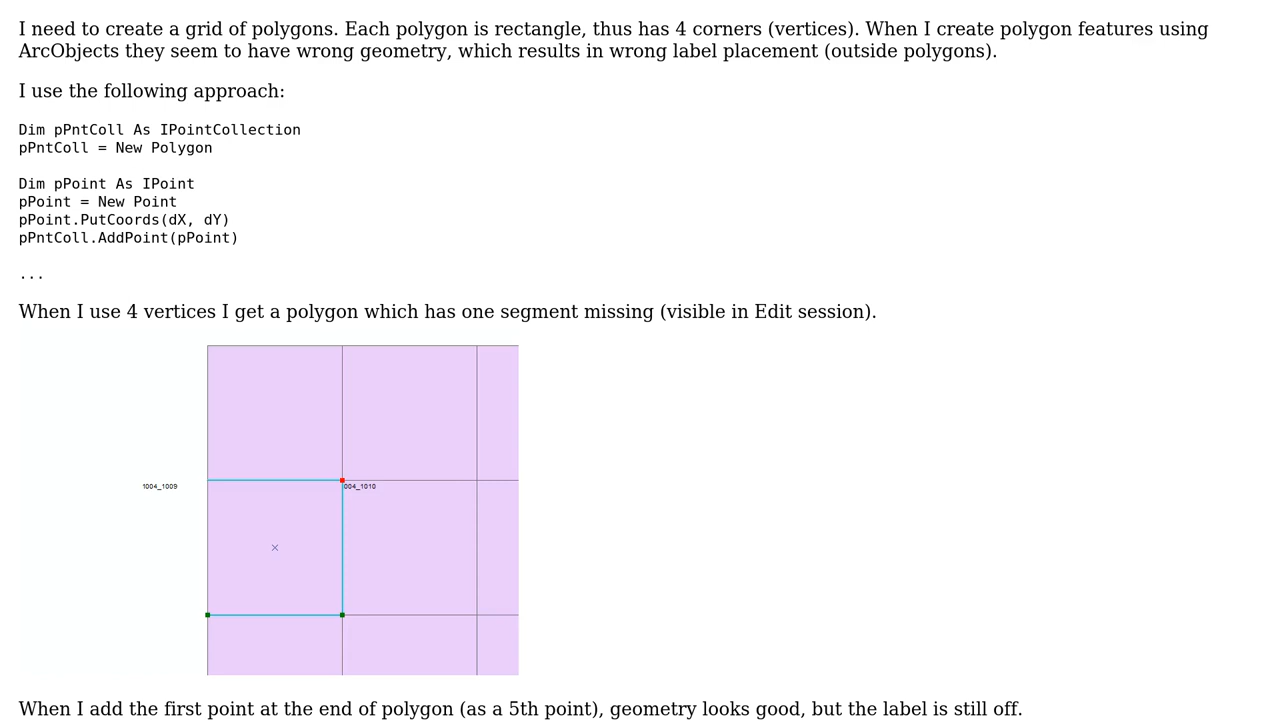 I need to create a grid of polygons. Each polygon is rectangle, thus has 4 corners (vertices). When I create polygon features using
ArcObjects they seem to have wrong geometry, which results in wrong label placement (outside polygons).
I use the following approach:
Dim pPntColl As IPointCollection
pPntColl = New Polygon
Dim pPoint As IPoint
pPoint = New Point
pPoint.PutCoords(dX, dY)
pPntColl.AddPoint(pPoint)
...
When I use 4 vertices I get a polygon which has one segment missing (visible in Edit session).
1004_1009
004_1010
When I add the first point at the end of polygon (as a 5th point), geometry looks good, but the label is still off.